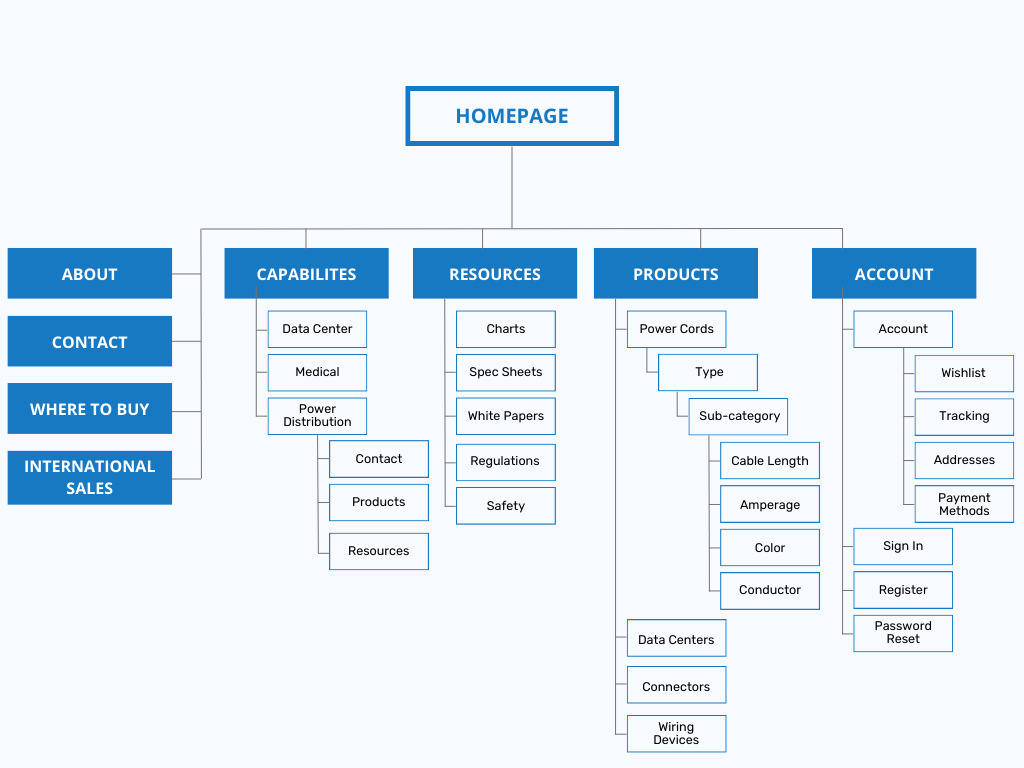 HOMEPAGE
ABOUT
CONTACT
WHERE TO BUY
INTERNATIONAL
SALES
CAPABILITES
Data Center
Medical
Power
Distribution
Contact
Products
Resources
RESOURCES
Charts
Spec Sheets
White Papers
Regulations
Safety
PRODUCTS
Power Cords
Type
Sub-category
Cable Length
Amperage
Color
Conductor
Data Centers
Connectors
Wiring
Devices
ACCOUNT
Account
Wishlist
Tracking
Addresses
Payment
Methods
Sign In
Register
Password
Reset